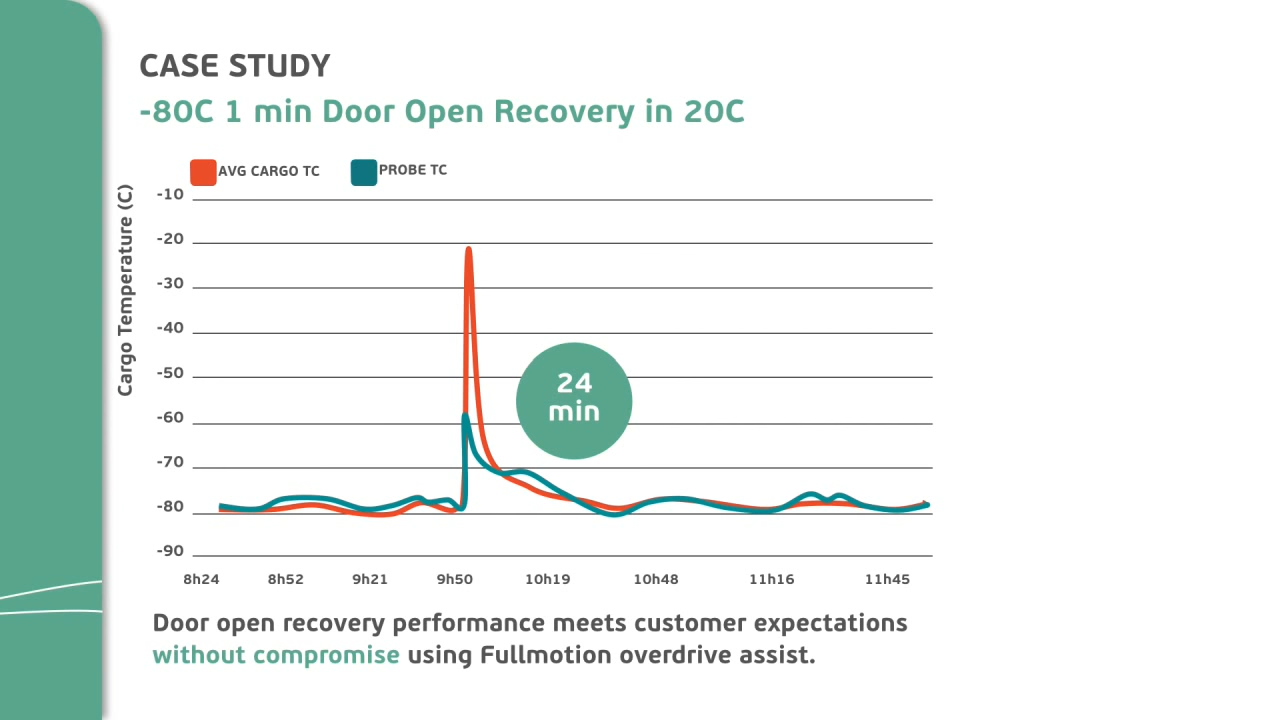 CASE STUDY
-80C 1 min Door Open Recovery in 20C
AVG CARGO TC
PROBE TC
Cargo Temperature (C)
-10
-20
-30
-40
-50
-60
-70
-80
-90
24
min
8h24 8h52 9h21 9h50 10h19 10h48 11h16 11h45
Door open recovery performance meets customer expectations
without compromise using Fullmotion overdrive assist.